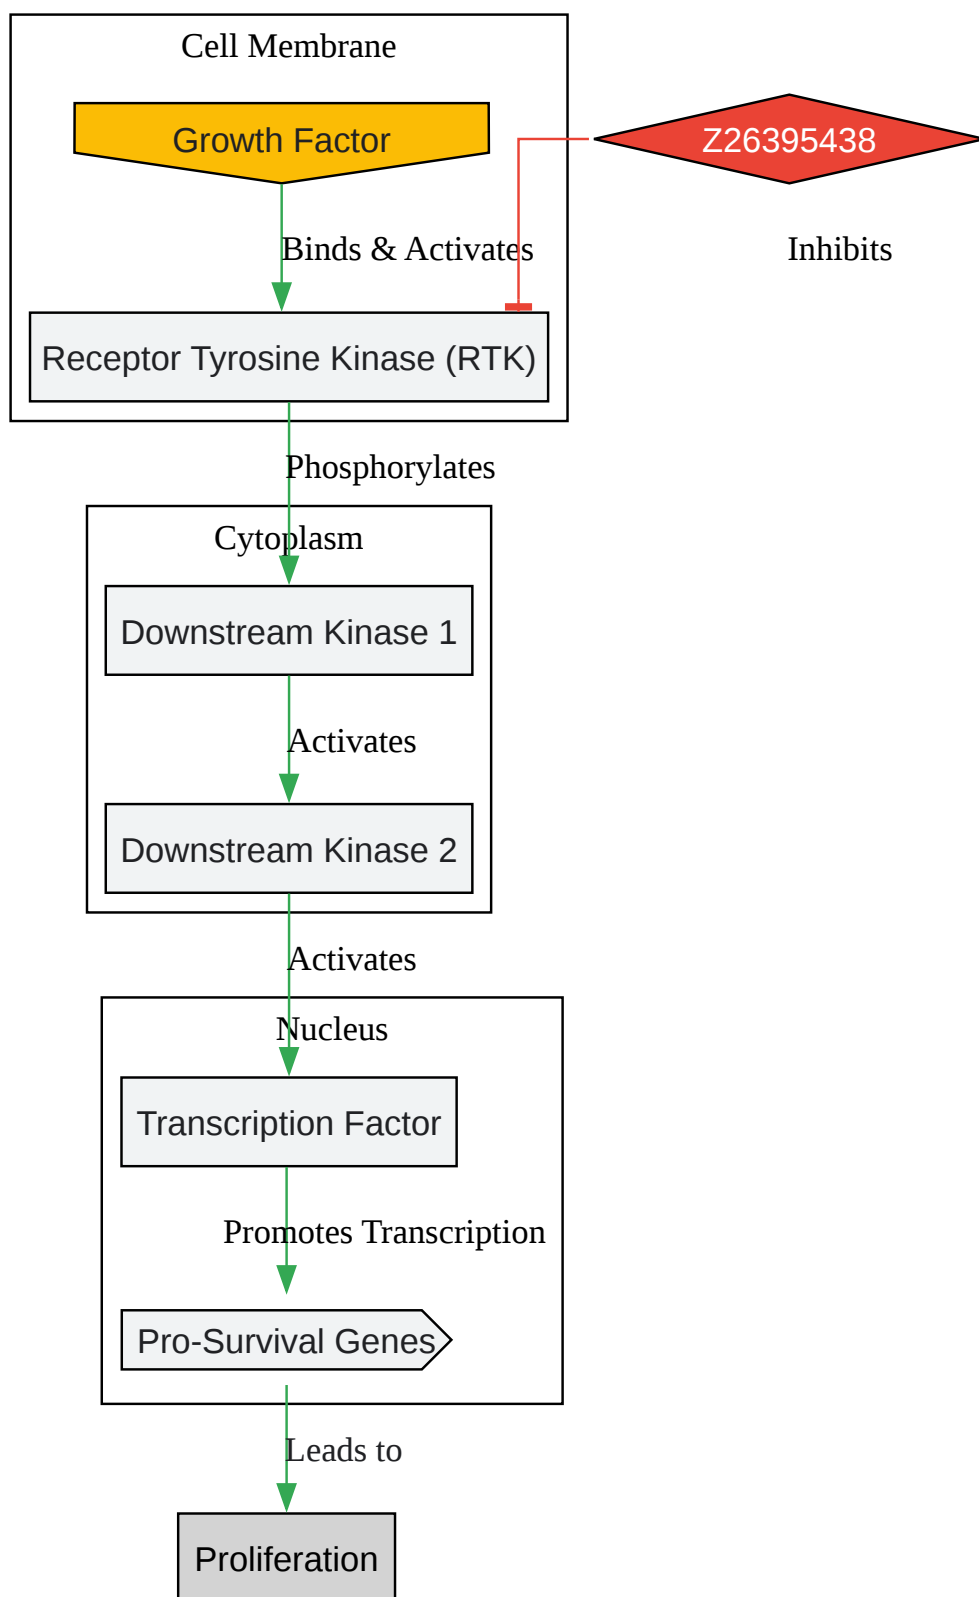 Cell Membrane
Growth Factor
Z26395438
Binds & Activates
Inhibits
Receptor Tyrosine Kinase (RTK)
Phosphorylates
Cytoplasm
Downstream Kinase 1
Activates
Downstream Kinase 2
Activates
Nucleus
Transcription Factor
Promotes Transcription
Pro-Survival Genes
Leads to
Proliferation